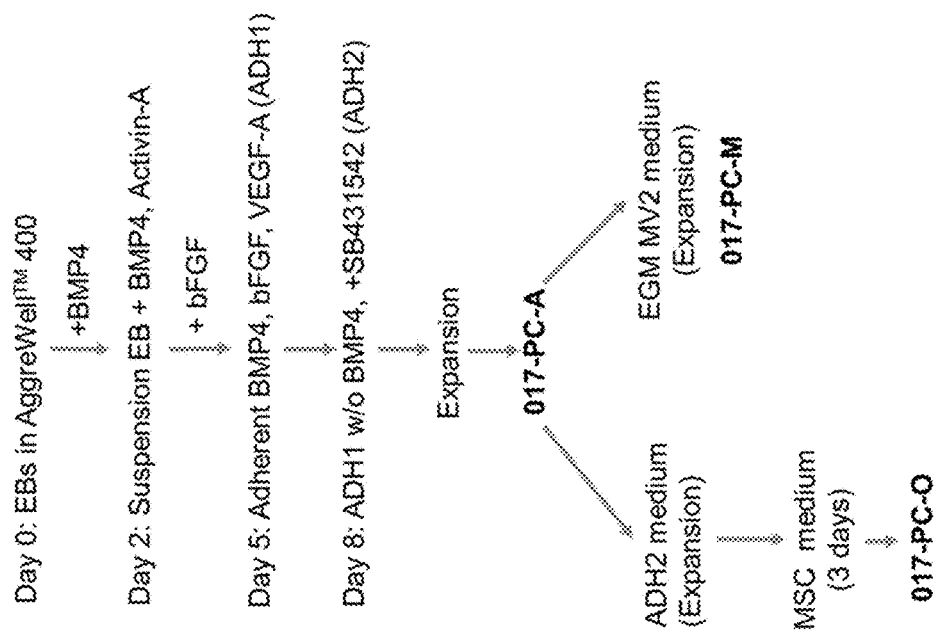 Day 0: EBs in AggreWell™ 400
+BMP4
Day 2: Suspension EB + BMP4, Activin-A
+ bFGF
Day 5: Adherent BMP4, bFGF, VEGF-A (ADH1)
Day 8: ADH1 w/o BMP4, +SB431542 (ADH2)
Expansion
017-PC-A
ADH2 medium
(Expansion)
MSC medium
(3 days)
017-PC-O
EGM MV2 medium
(Expansion)
017-PC-M